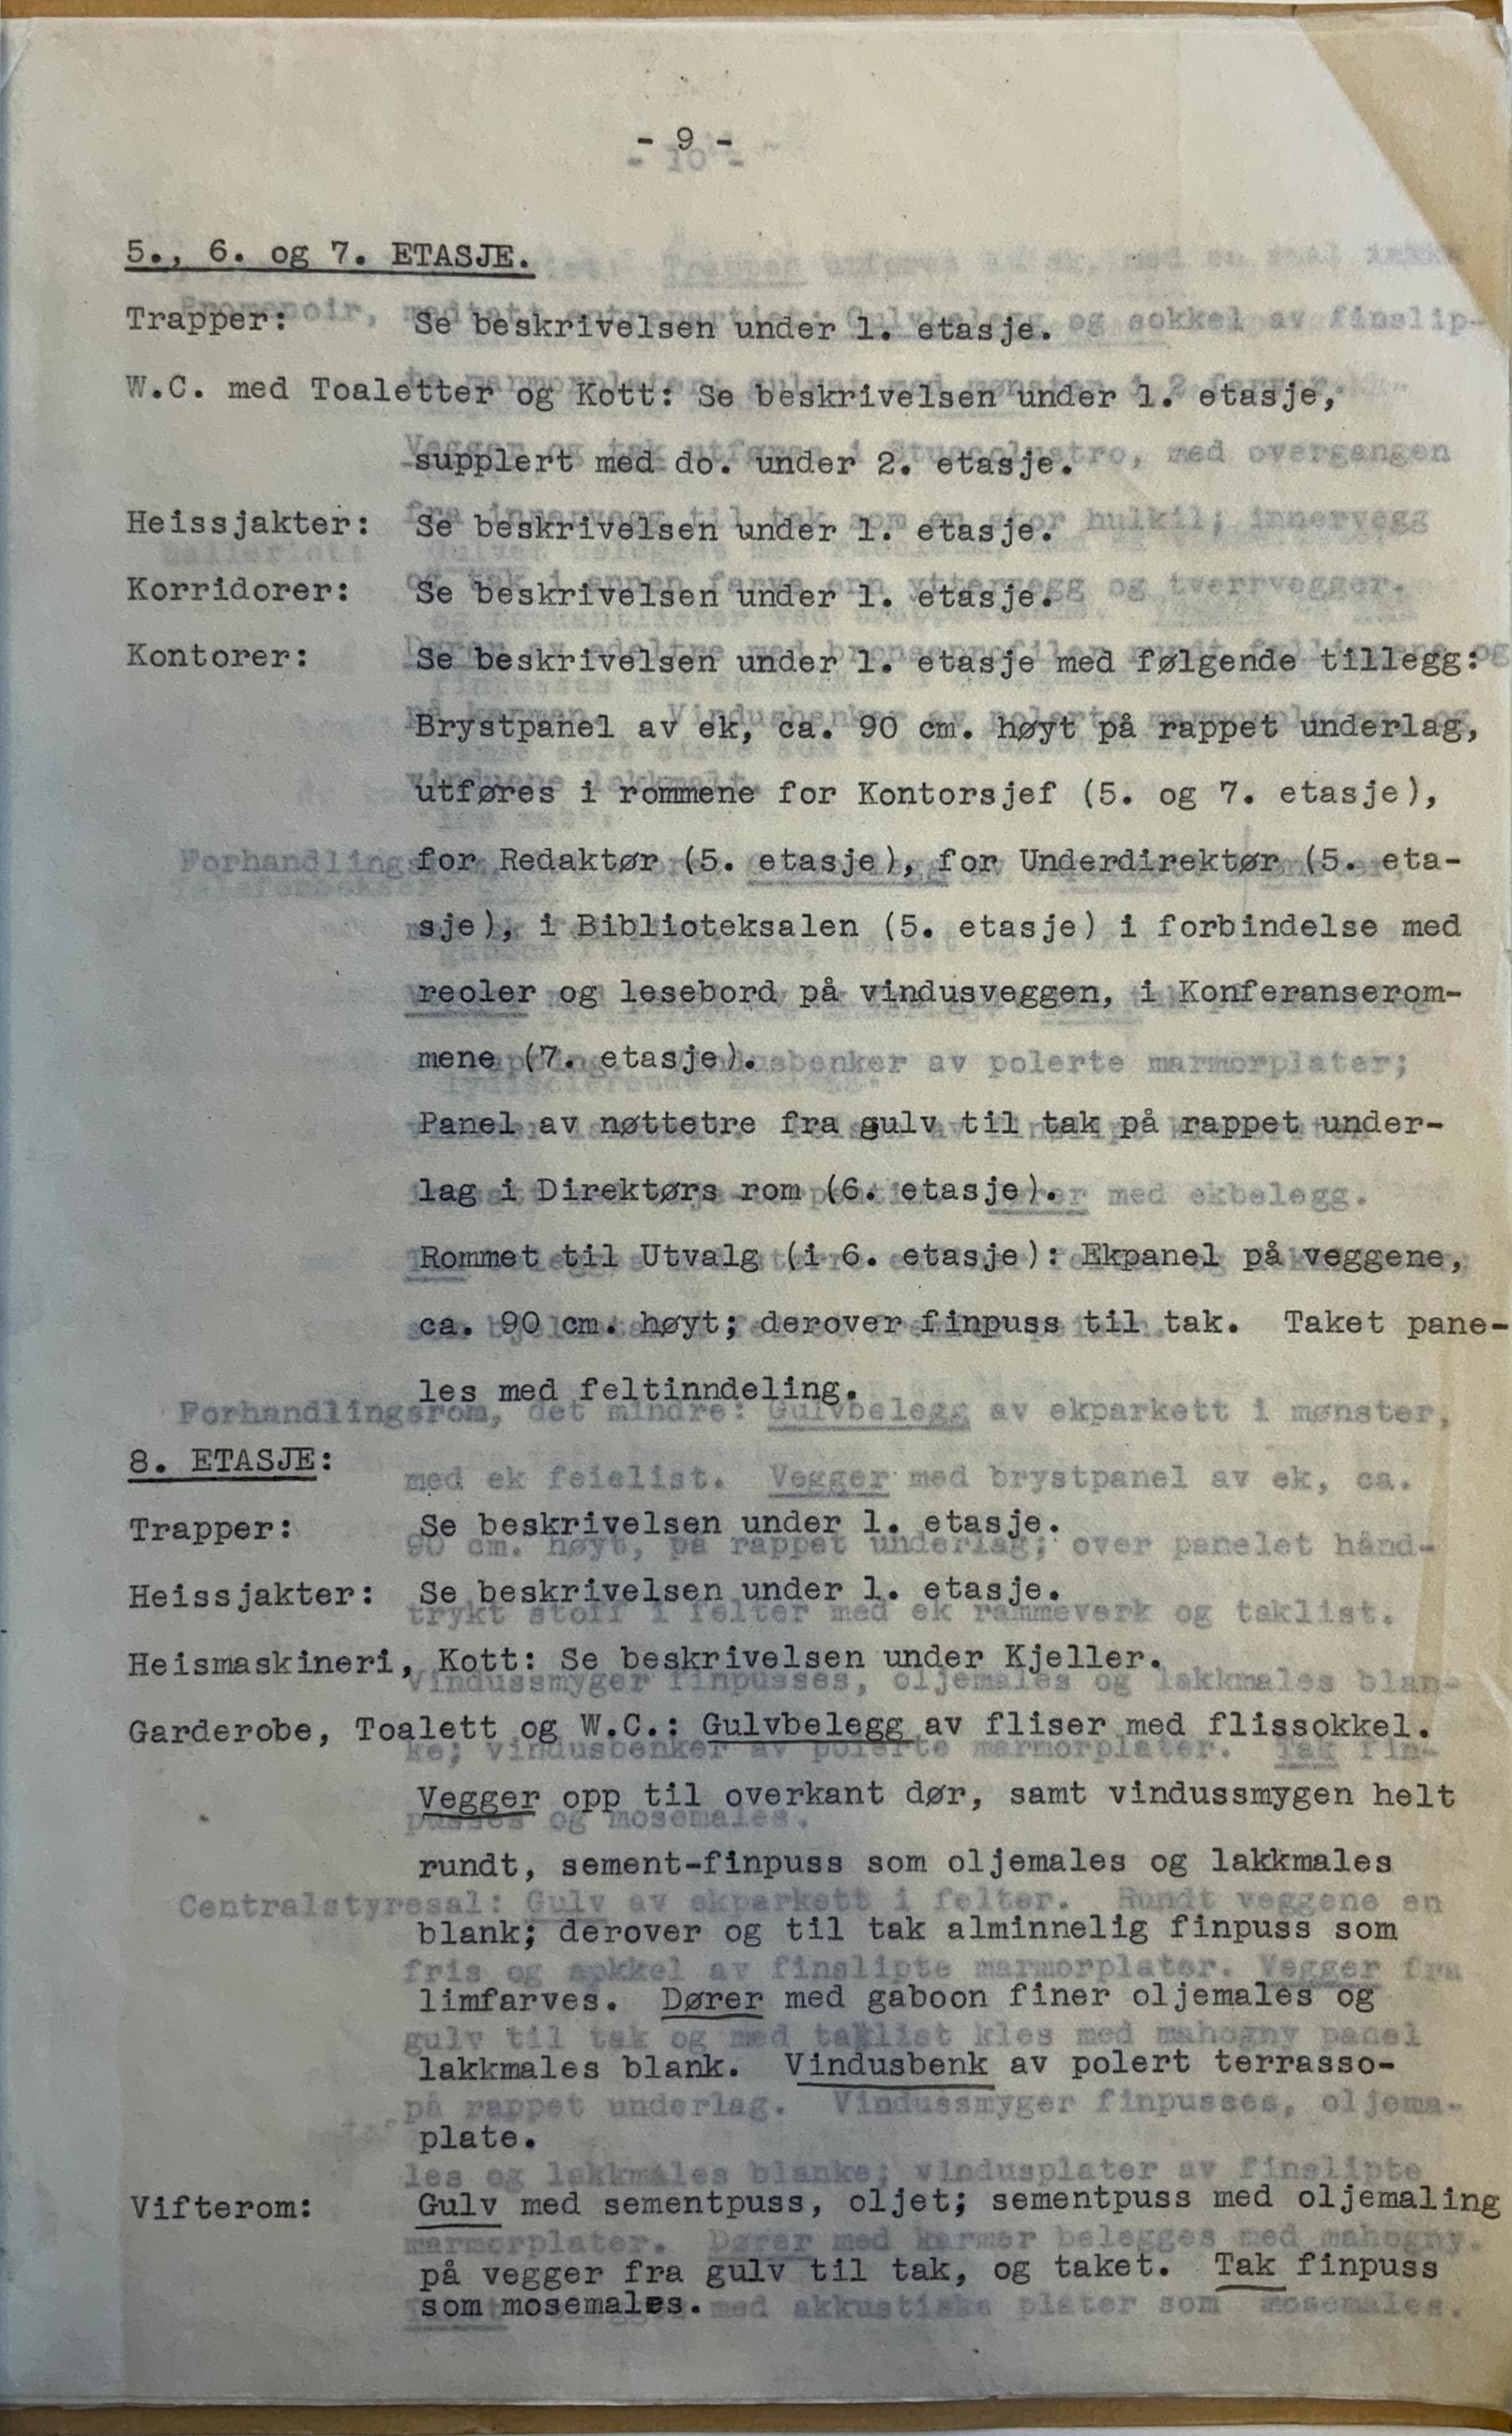 - 9 -
5., 6. og 7. ETASJE.
Trapper: Se beskrivelsen under 1. etasje.
W.C. med Toaletter og Kott: Se beskrivelsen under 1. etasje,
supplert med do. under 2. etasje.
Heissjakter: Se beskrivelsen under 1. etasje.
Korridorer: Se beskrivelsen under 1. etasje.
Kontorer: Se beskrivelsen under 1. etasje med følgende tillegg:
Brystpanel av ek, ca. 90 cm. høyt på rappet underlag,
utføres i rommene for Kontorsjef (5. og 7. etasje),
for Redaktør (5. etasje), for Underdirektør (5. eta-
sje), i Biblioteksalen (5. etasje) i forbindelse med
reoler og lesebord på vindusveggen, i Konferanserom-
mene (7. etasje).
Panel av nøttetre fra gulv til tak på rappet under-
lag i Direktørs rom (6. etasje).
Rommet til Utvalg (i 6. etasje): Ekpanel på veggene,
ca. 90 cm. høyt; derover finpuss til tak. Taket pane-
les med feltinndeling.
8. ETASJE:
Trapper: Se beskrivelsen under 1. etasje.
Heissjakter: Se beskrivelsen under 1. etasje.
Heismaskineri, Kott: Se beskrivelsen under Kjeller.
Garderobe, Toalett og W.C.: Gulvbelegg av fliser med flissokkel.
Vegger opp til overkant dør, samt vindussmygen helt
rundt, sement-finpuss som oljemales og lakkmales
blank; derover og til tak alminnelig finpuss som
limfarves. Dører med gaboon finer oljemales og
lakkmales blank. Vindusbenk av polert terrasso-
plate.
Vifterom: Gulv med sementpuss, oljet; sementpuss med oljemaling
på vegger fra gulv til tak, og taket. Tak finpuss
som mosemales.